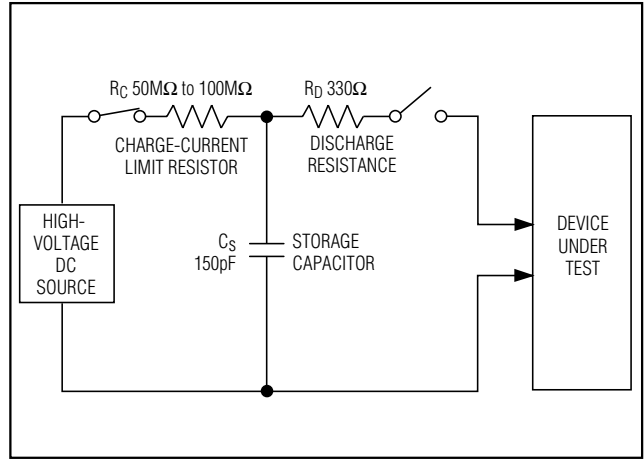 R_C 50MΩ to 100MΩ
CHARGE-CURRENT
LIMIT RESISTOR
R_D 330Ω
DISCHARGE
RESISTANCE
HIGH-
VOLTAGE
DC
SOURCE
C_S
150pF
STORAGE
CAPACITOR
DEVICE
UNDER
TEST